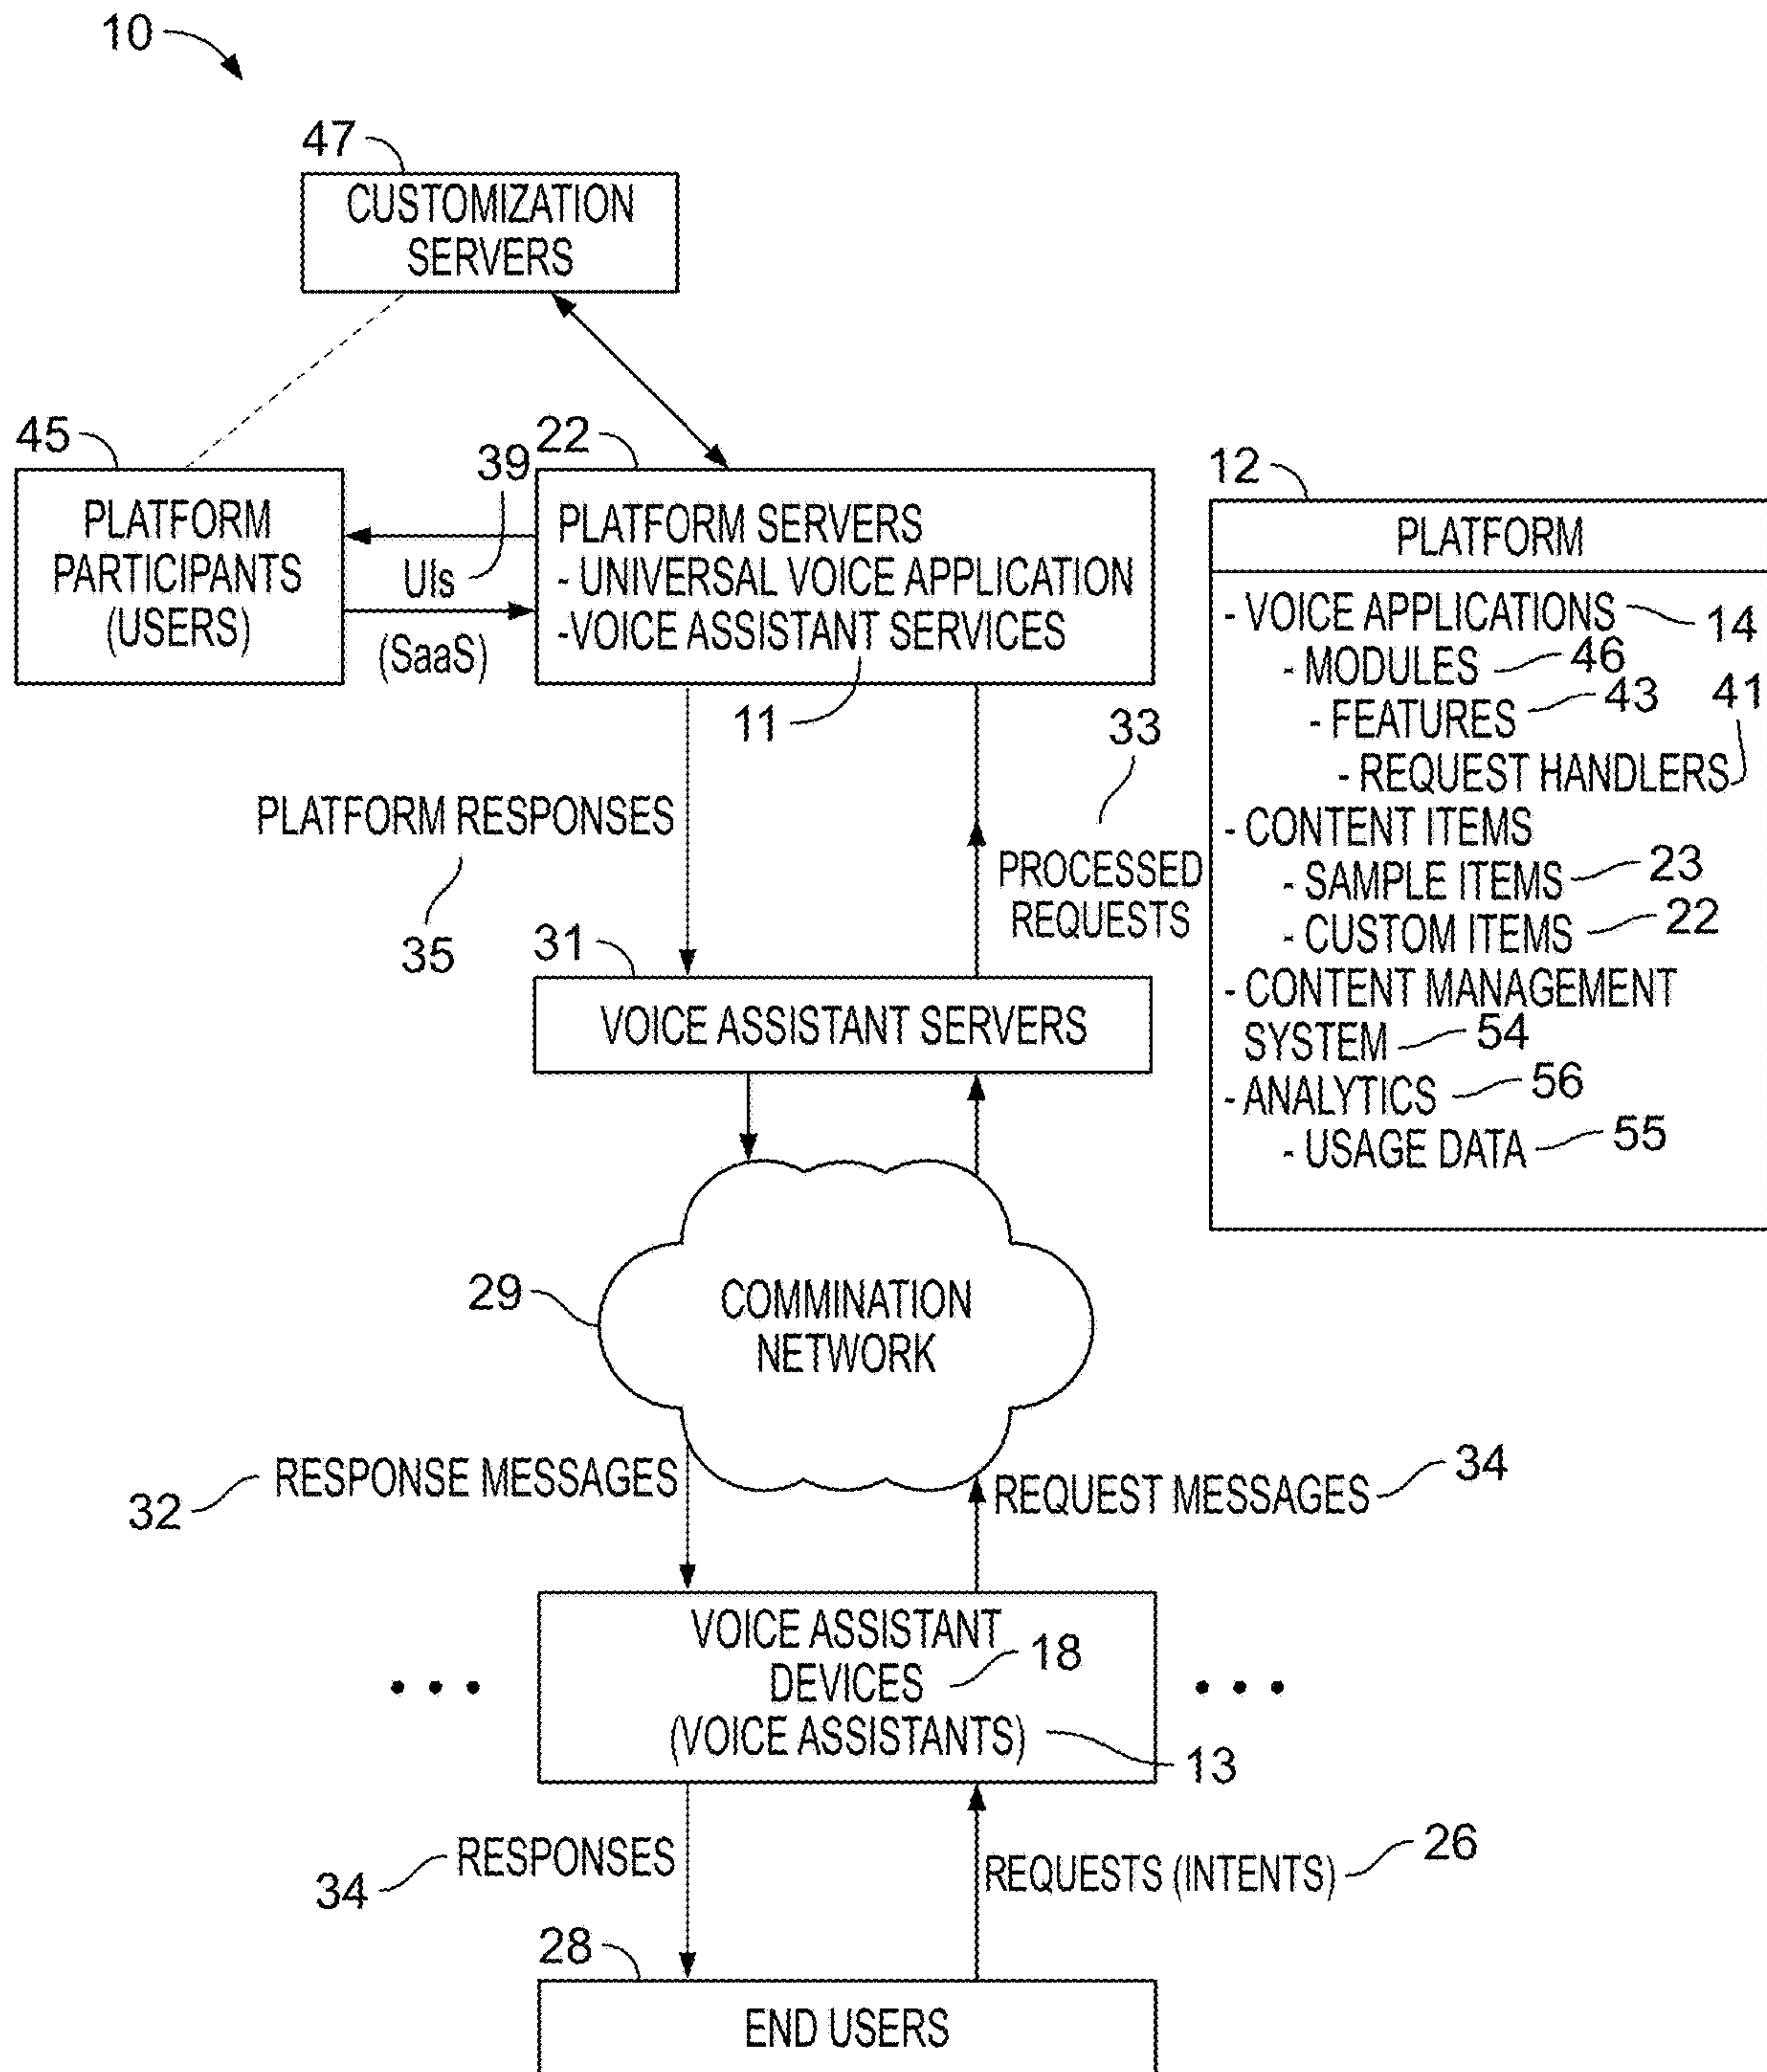 10
47
CUSTOMIZATION
SERVERS
45
PLATFORM
PARTICIPANTS
(USERS)
39
UIs
(SaaS)
22
PLATFORM SERVERS
- UNIVERSAL VOICE APPLICATION
-VOICE ASSISTANT SERVICES
11
12
PLATFORM
- VOICE APPLICATIONS 14
- MODULES 46
- FEATURES 43
- REQUEST HANDLERS 41
- CONTENT ITEMS
- SAMPLE ITEMS 23
- CUSTOM ITEMS 22
- CONTENT MANAGEMENT
SYSTEM 54
- ANALYTICS 56
- USAGE DATA 55
PLATFORM RESPONSES
35
33
PROCESSED
REQUESTS
31
VOICE ASSISTANT SERVERS
29
COMMINATION
NETWORK
32
RESPONSE MESSAGES
REQUEST MESSAGES 34
VOICE ASSISTANT
DEVICES 18
(VOICE ASSISTANTS)
13
34
RESPONSES
REQUESTS (INTENTS) 26
28
END USERS